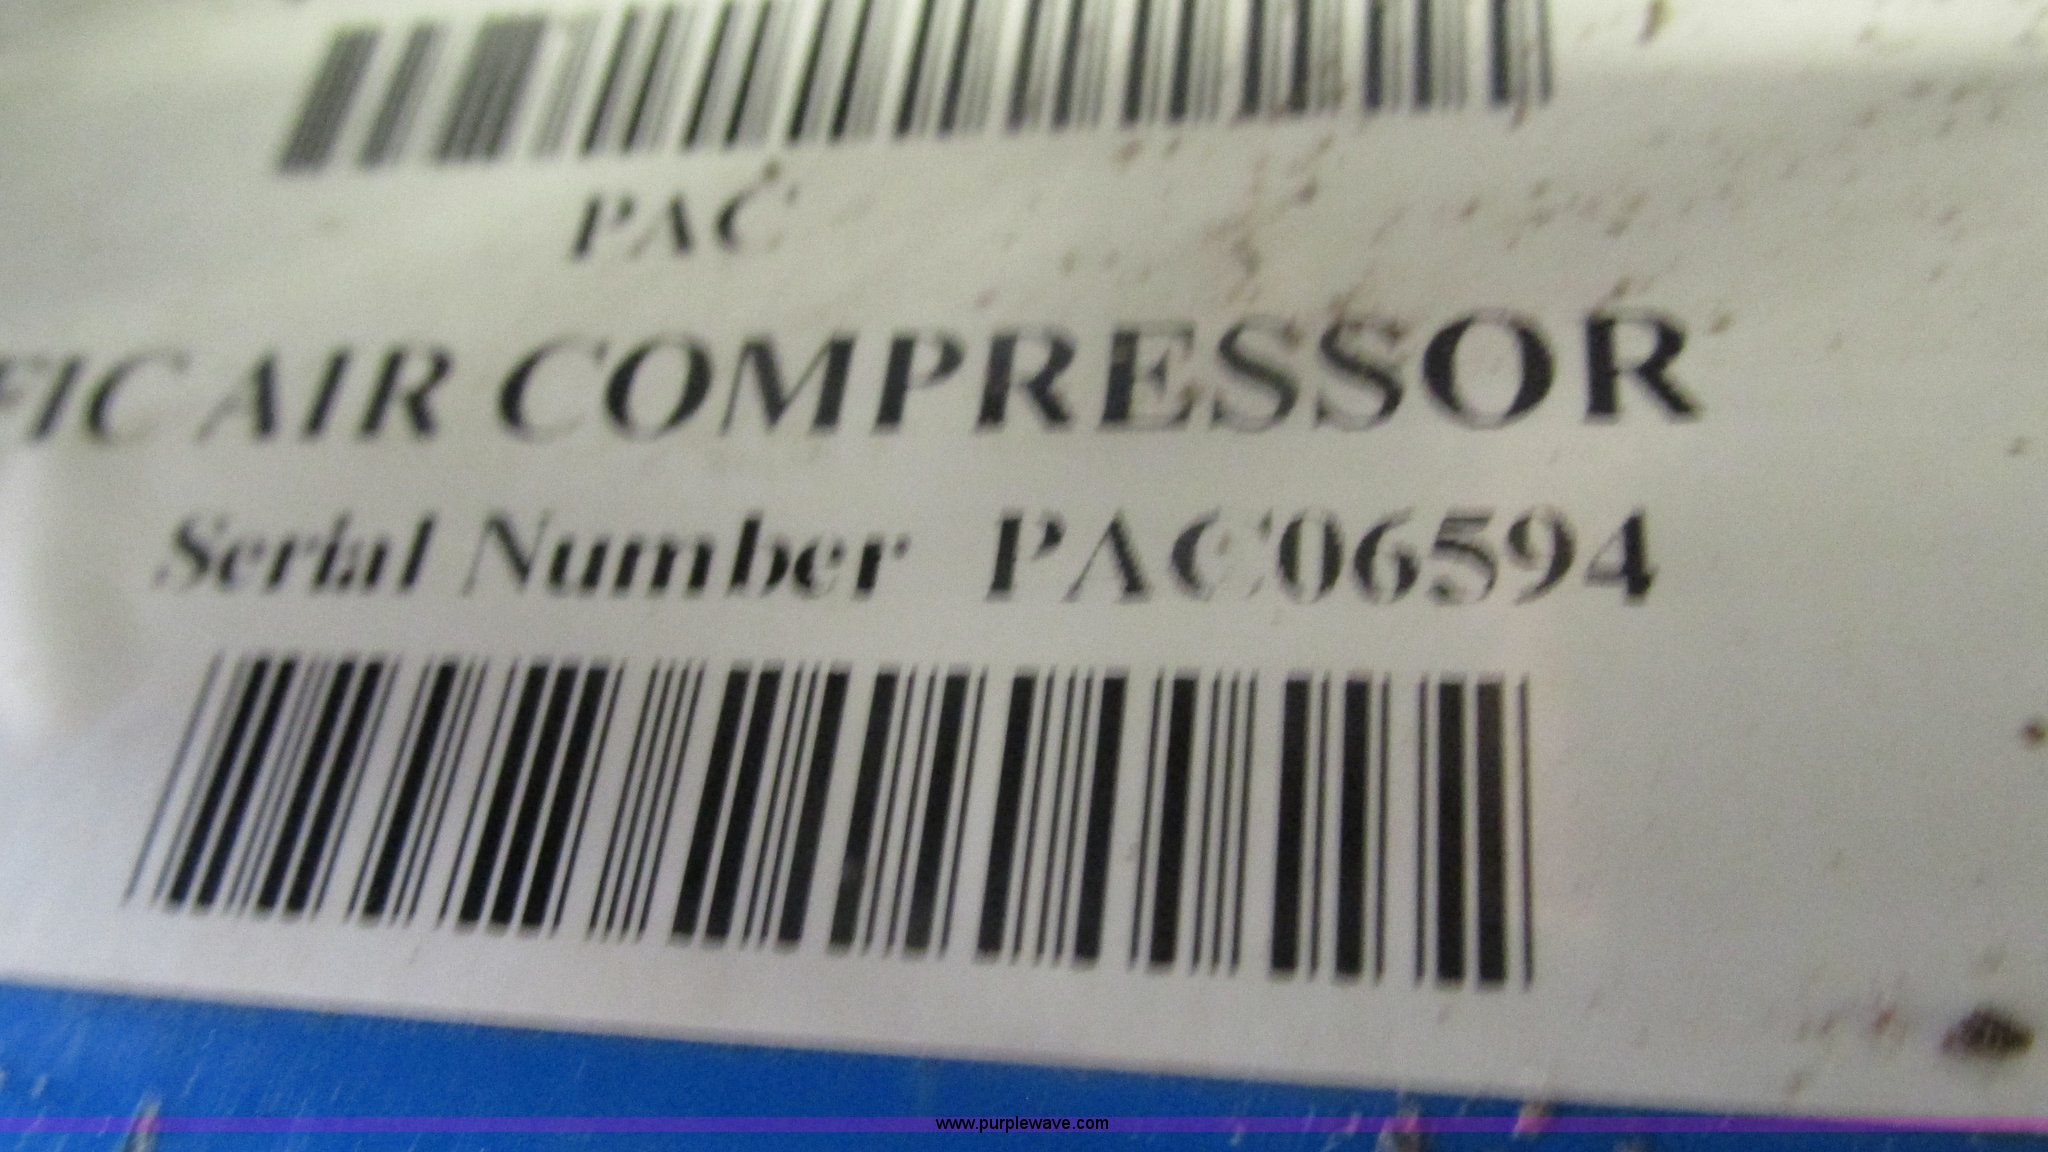 PAC
FIC AIR COMPRESSOR
Serial Number PAC06594
www.purplewave.com